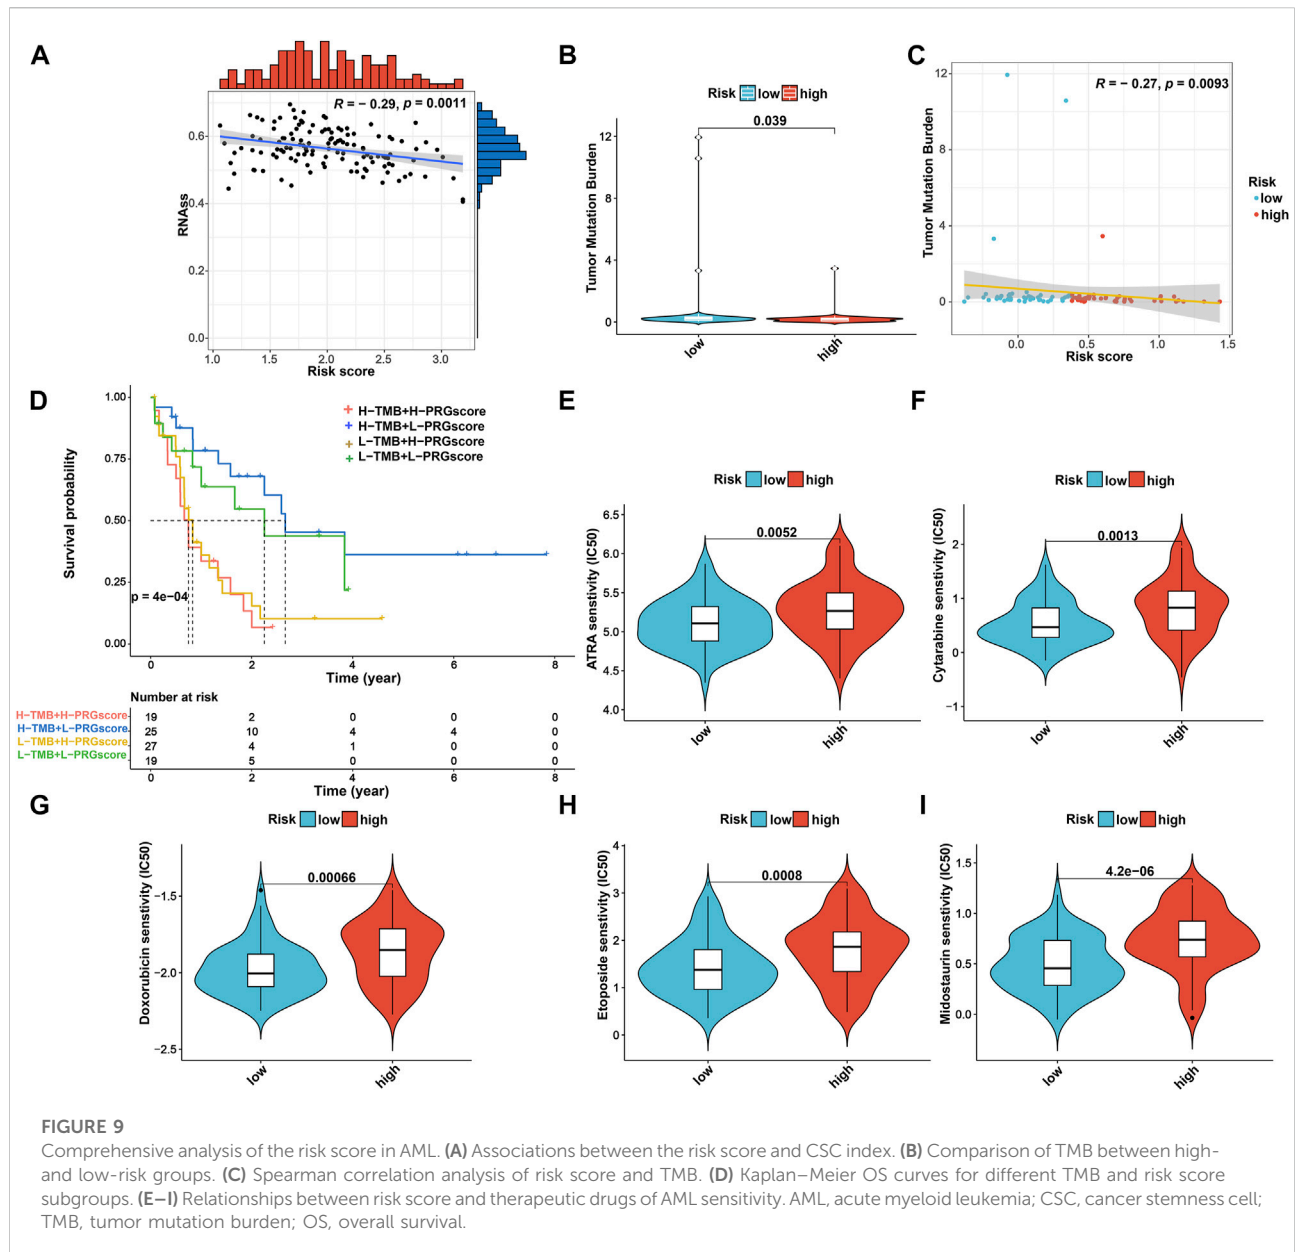 A
R = − 0.29, p = 0.0011
0.6
0.4
0.2
0.0
RNAss
1.0 1.5 2.0 2.5 3.0
Risk score
B
Risk low high
0.039
12
8
4
0
Tumor Mutation Burden
low high
C
R = − 0.27, p = 0.0093
12
8
4
0
Tumor Mutation Burden
0.0 0.5 1.0 1.5
Risk score
Risk
low
high
D
1.00
0.75
0.50
0.25
0.00
Survival probability
H−TMB+H−PRGscore
H−TMB+L−PRGscore
L−TMB+H−PRGscore
L−TMB+L−PRGscore
p = 4e−04
0 2 4 6 8
Time (year)
Number at risk
H−TMB+H−PRGscore 19 2 0 0 0
H−TMB+L−PRGscore 25 10 4 4 0
L−TMB+H−PRGscore 27 4 1 0 0
L−TMB+L−PRGscore 19 5 0 0 0
0 2 4 6 8
Time (year)
E
Risk low high
0.0052
6.5
6.0
5.5
5.0
4.5
4.0
ATRA senstivity (IC50)
low high
F
Risk low high
0.0013
2
1
0
−1
Cytarabine senstivity (IC50)
low high
G
Risk low high
0.00066
−1.5
−2.0
−2.5
Doxorubicin senstivity (IC50)
low high
H
Risk low high
0.0008
4
3
2
1
0
Etoposide senstivity (IC50)
low high
I
Risk low high
4.2e−06
1.5
1.0
0.5
0.0
Midostaurin senstivity (IC50)
low high
FIGURE 9
Comprehensive analysis of the risk score in AML. (A) Associations between the risk score and CSC index. (B) Comparison of TMB between high-
and low-risk groups. (C) Spearman correlation analysis of risk score and TMB. (D) Kaplan–Meier OS curves for different TMB and risk score
subgroups. (E–I) Relationships between risk score and therapeutic drugs of AML sensitivity. AML, acute myeloid leukemia; CSC, cancer stemness cell;
TMB, tumor mutation burden; OS, overall survival.